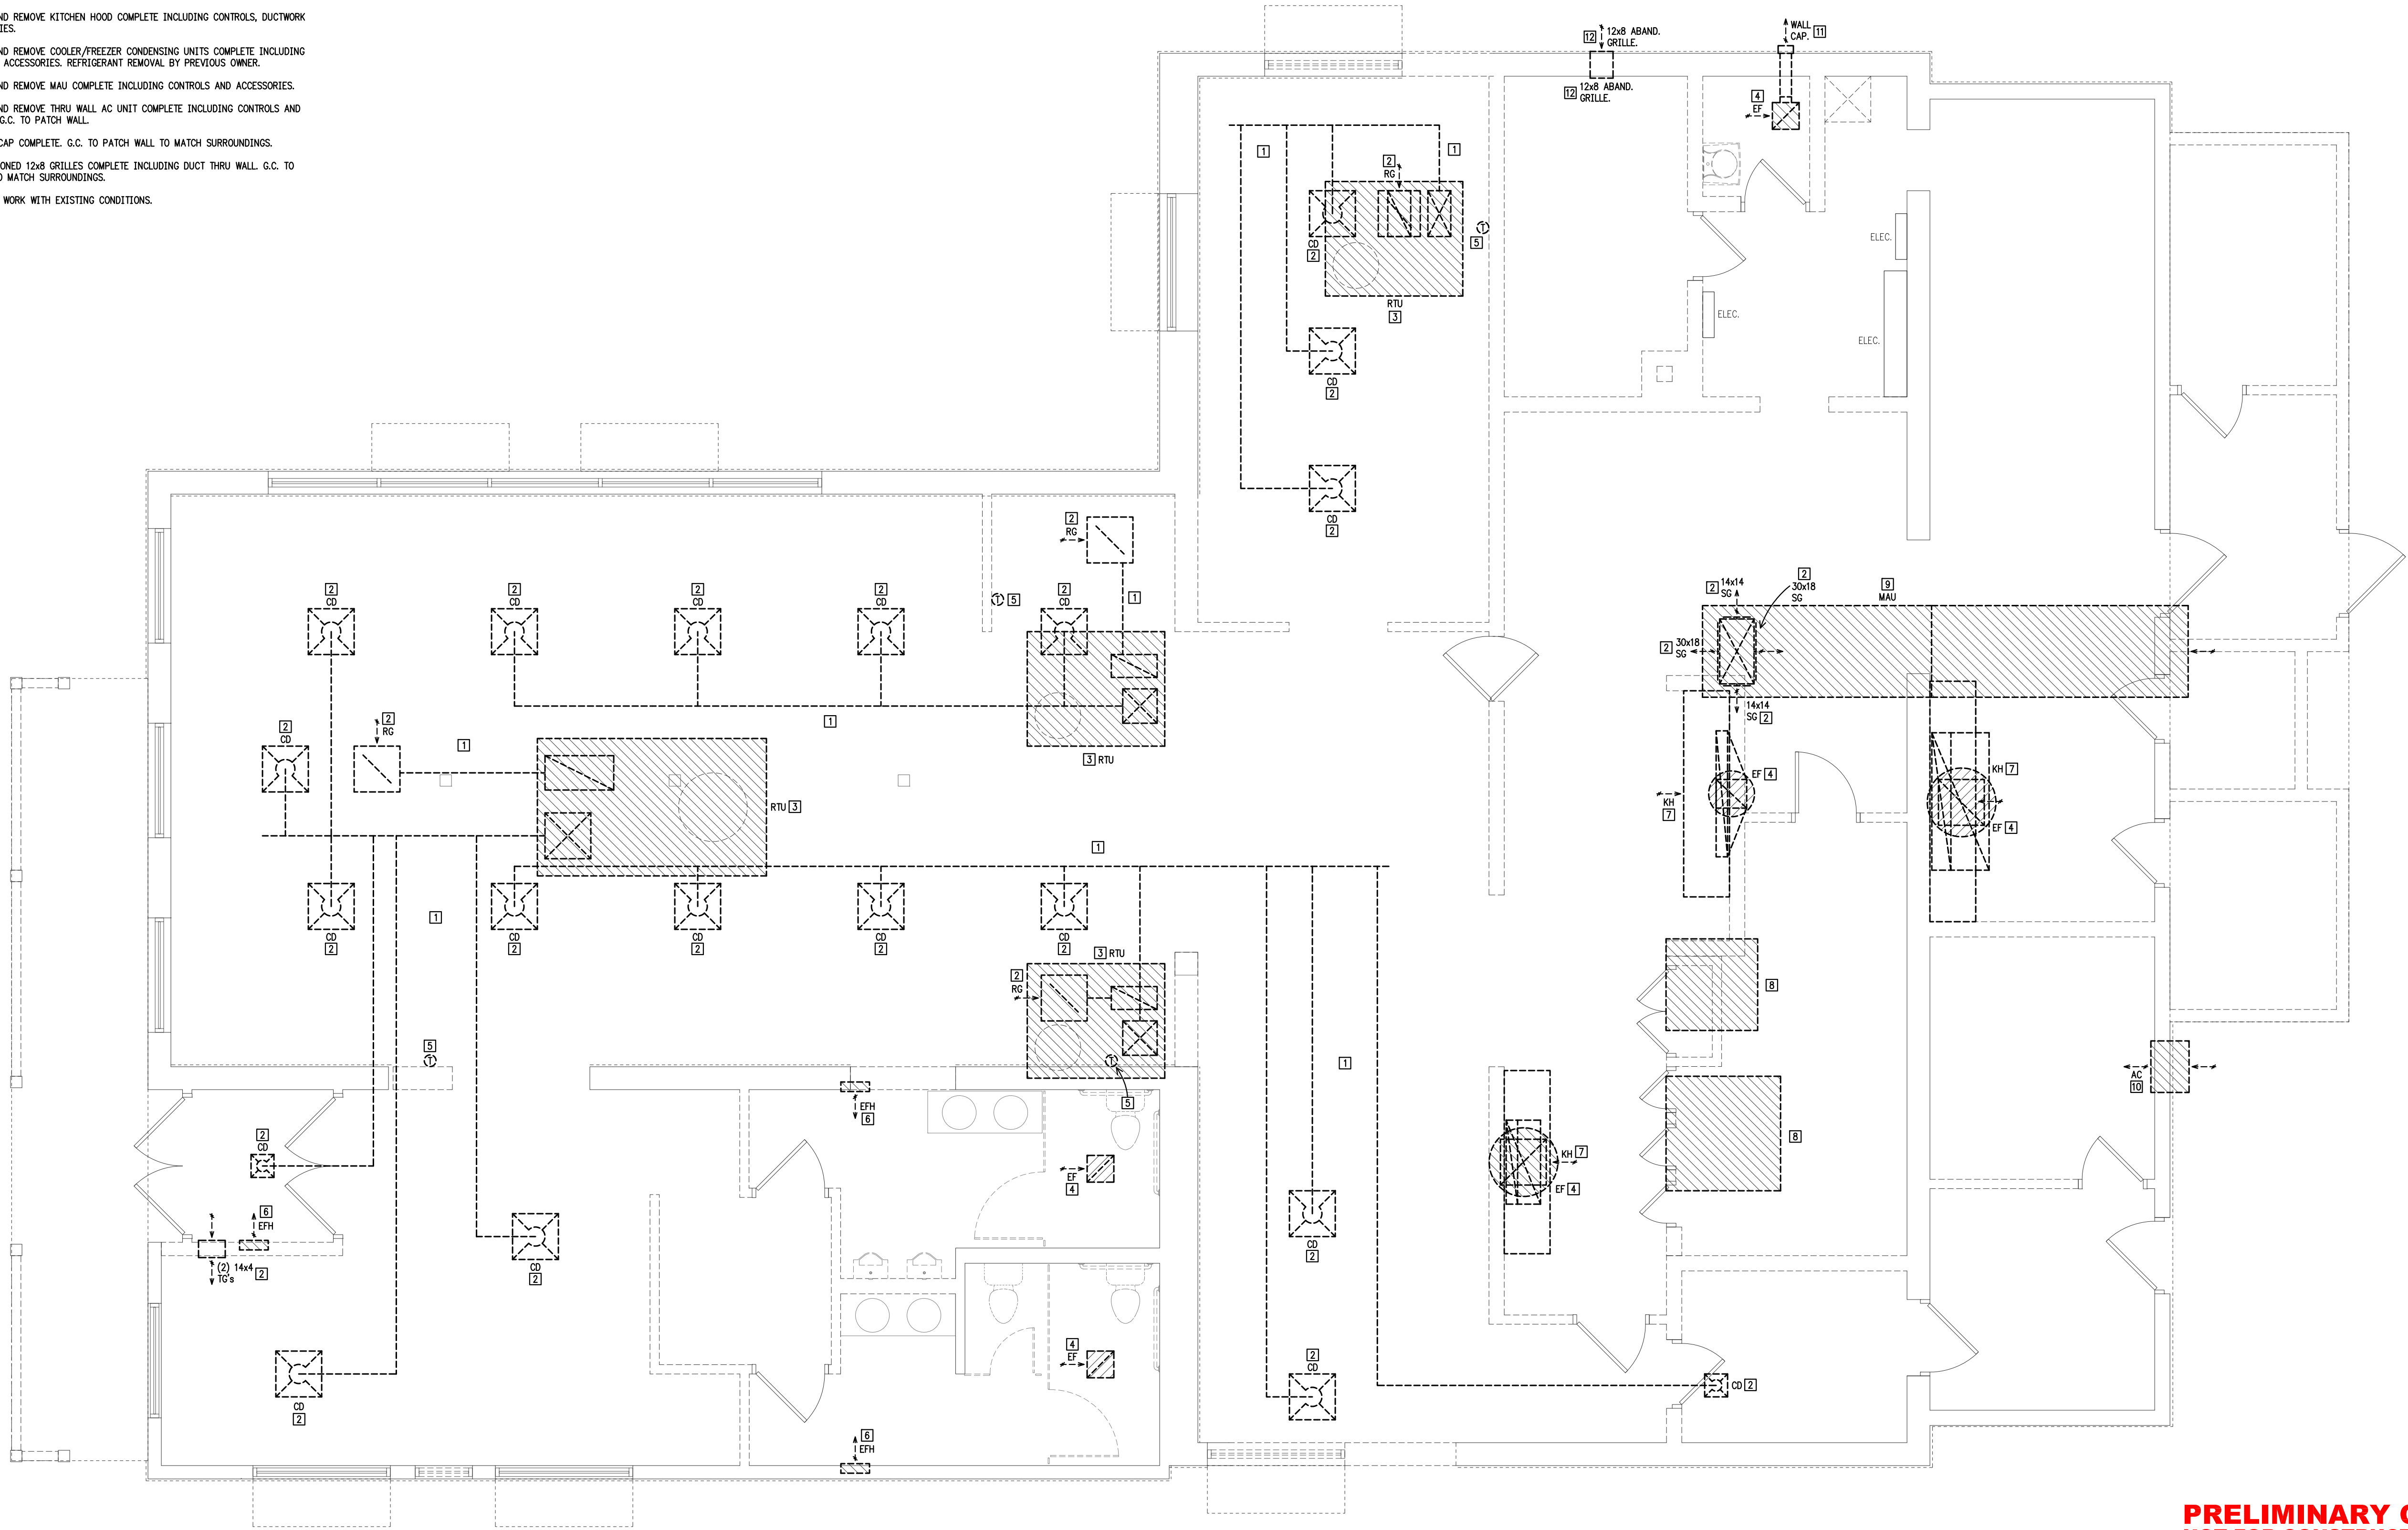 ND REMOVE KITCHEN HOOD COMPLETE INCLUDING CONTROLS, DUCTWORK
IES.
ND REMOVE COOLER/FREEZER CONDENSING UNITS COMPLETE INCLUDING
ACCESSORIES. REFRIGERANT REMOVAL BY PREVIOUS OWNER.
ND REMOVE MAU COMPLETE INCLUDING CONTROLS AND ACCESSORIES.
ND REMOVE THRU WALL AC UNIT COMPLETE INCLUDING CONTROLS AND
G.C. TO PATCH WALL.
CAP COMPLETE. G.C. TO PATCH WALL TO MATCH SURROUNDINGS.
ONED 12x8 GRILLES COMPLETE INCLUDING DUCT THRU WALL. G.C. TO
O MATCH SURROUNDINGS.
WORK WITH EXISTING CONDITIONS.
12 12x8 ABAND.
GRILLE.
WALL 11
CAP.
12 12x8 ABAND.
GRILLE.
4
EF
1
1
2
RG
CD
2
T
5
RTU
3
ELEC.
ELEC.
ELEC.
CD
2
CD
2
2
RG
2
CD
2
CD
2
CD
2
CD
2
CD
T 5
1
2 14x14
SG
2
30x18
SG
9
MAU
2 30x18
SG
14x14
SG 2
2
CD
2
RG
1
1
3 RTU
RTU 3
EF 4
KH
7
KH 7
EF 4
1
1
CD
2
CD
2
CD
2
CD
2
CD
2
3 RTU
2
RG
8
5
T
T
5
1
AC
10
EFH
6
8
2
CD
EF
4
KH 7
EF 4
6
EFH
(2) 14x4
TG's 2
CD
2
CD
2
4
EF
2
CD
CD 2
CD
2
6
EFH
PRELIMINARY